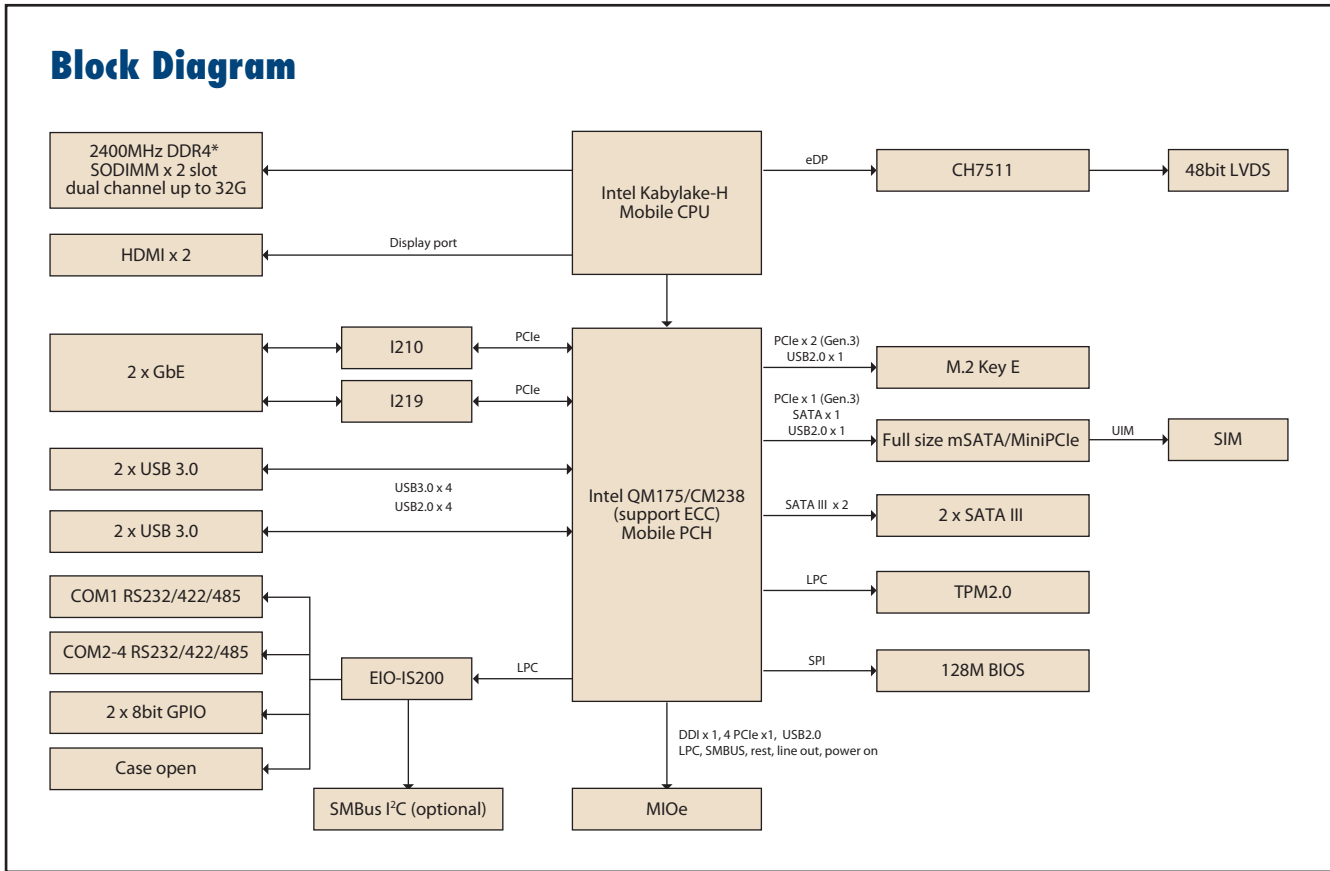 Block Diagram
2400MHz DDR4*
SODIMM x 2 slot
dual channel up to 32G
Intel Kabylake-H
Mobile CPU
eDP
CH7511
48bit LVDS
HDMI x 2
Display port
2 x GbE
I210
PCIe
I219
PCIe
2 x USB 3.0
USB3.0 x 4
USB2.0 x 4
2 x USB 3.0
Intel QM175/CM238
(support ECC)
Mobile PCH
PCIe x 2 (Gen.3)
USB2.0 x 1
M.2 Key E
PCIe x 1 (Gen.3)
SATA x 1
USB2.0 x 1
Full size mSATA/MiniPCIe
UIM
SIM
SATA III x 2
2 x SATA III
LPC
TPM2.0
SPI
128M BIOS
COM1 RS232/422/485
COM2-4 RS232/422/485
2 x 8bit GPIO
Case open
EIO-IS200
LPC
SMBus I²C (optional)
DDI x 1, 4 PCIe x1, USB2.0
LPC, SMBUS, rest, line out, power on
MIOe